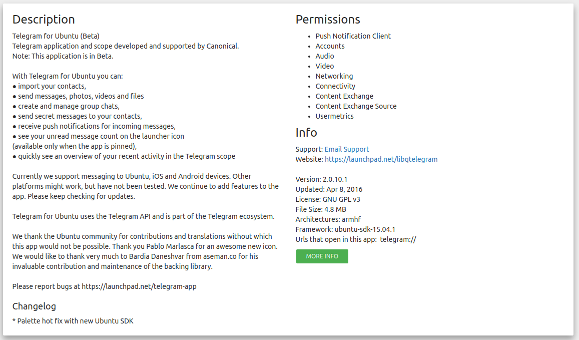 Description
Telegram for Ubuntu (Beta)
Telegram application and scope developed and supported by Canonical.
Note: This application is in Beta.
With Telegram for Ubuntu you can:
● import your contacts,
● send messages, photos, videos and files
● create and manage group chats,
● send secret messages to your contacts,
● receive push notifications for incoming messages,
● see your unread message count on the launcher icon
(available only when the app is pinned),
● quickly see an overview of your recent activity in the Telegram scope
Currently we support messaging to Ubuntu, iOS and Android devices. Other
platforms might work, but have not been tested. We continue to add features to the
app. Please keep checking for updates.
Telegram for Ubuntu uses the Telegram API and is part of the Telegram ecosystem.
We thank the Ubuntu community for contributions and translations without which
this app would not be possible. Thank you Pablo Marlasca for an awesome new icon.
We would like to thank very much to Bardia Daneshvar from aseman.co for his
invaluable contribution and maintenance of the backing library.
Please report bugs at https://launchpad.net/telegram-app
Changelog
* Palette hot fix with new Ubuntu SDK
Permissions
• Push Notification Client
• Accounts
• Audio
• Video
• Networking
• Connectivity
• Content Exchange
• Content Exchange Source
• Usermetrics
Info
Support: Email Support
Website: https://launchpad.net/libqtelegram
Version: 2.0.10.1
Updated: Apr 8, 2016
License: GNU GPL v3
File Size: 4.8 MB
Architectures: armhf
Framework: ubuntu-sdk-15.04.1
Urls that open in this app: telegram://
MORE INFO